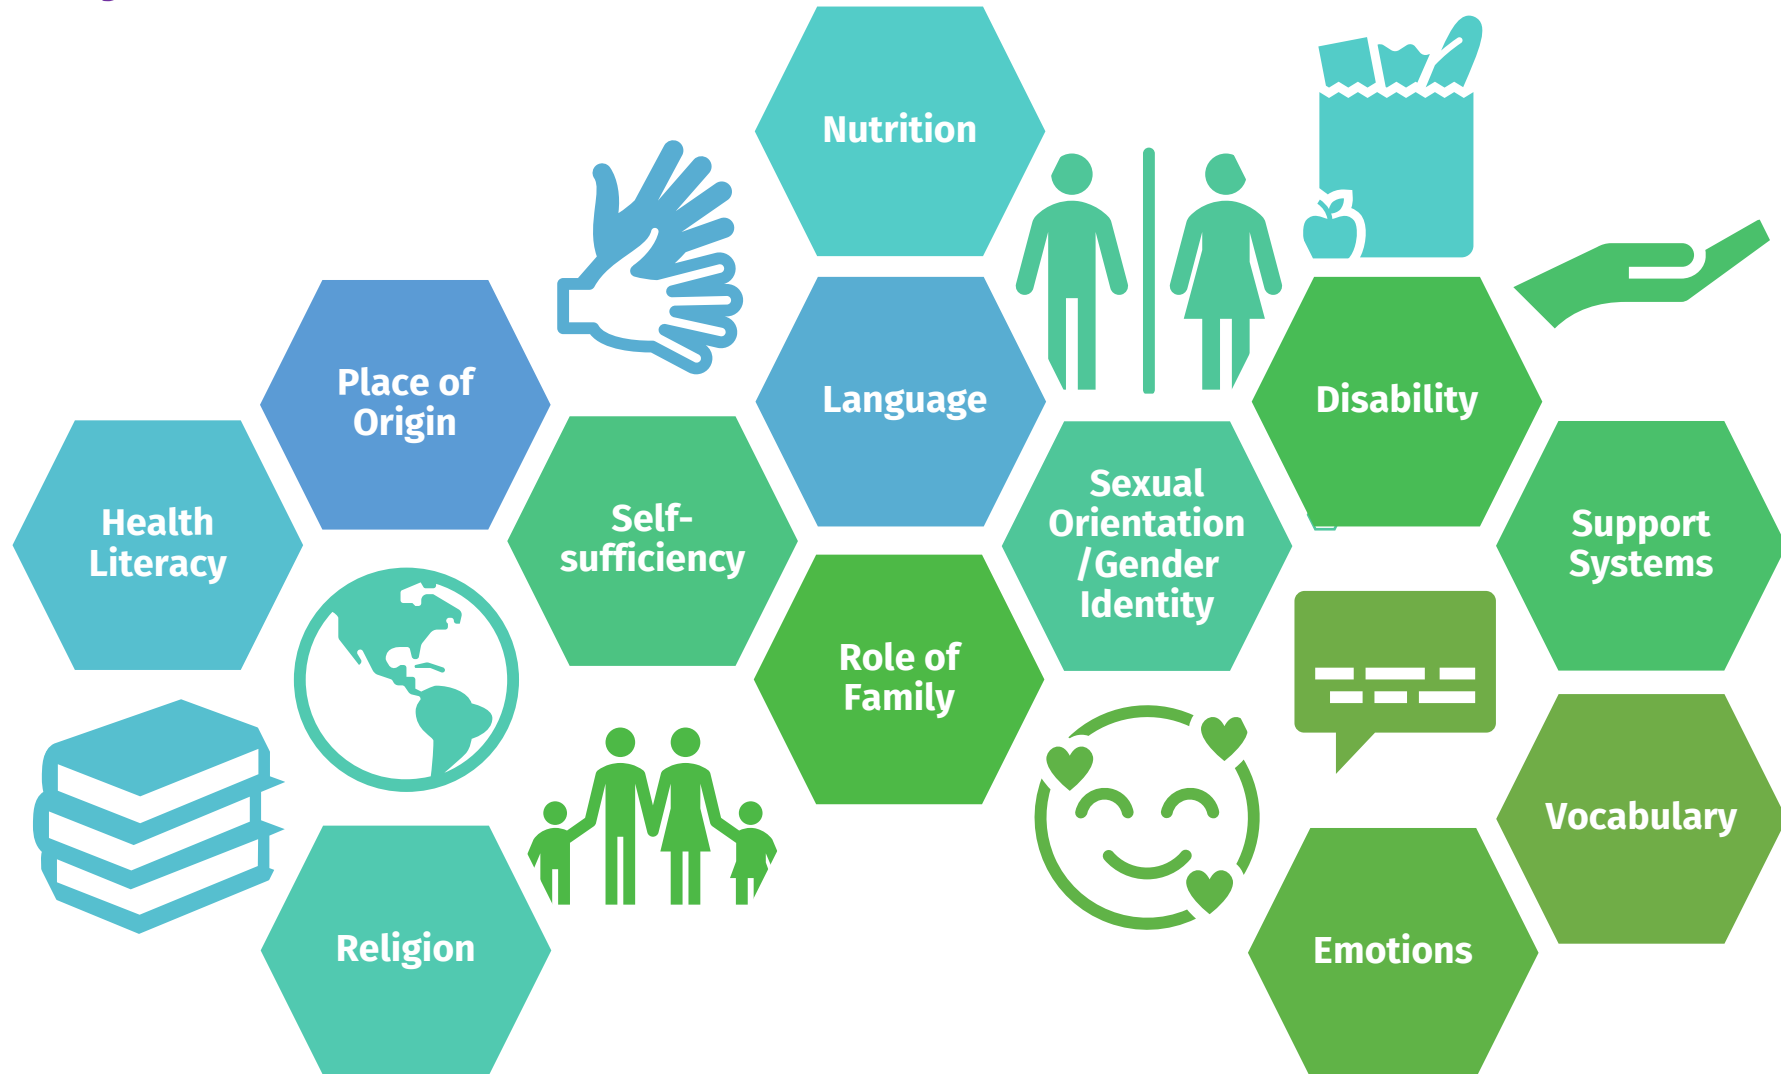 Nutrition
Place of
Origin
Language
Disability
Health
Literacy
Self-
sufficiency
Sexual
Orientation
/Gender
Identity
Support
Systems
Role of
Family
Vocabulary
Religion
Emotions